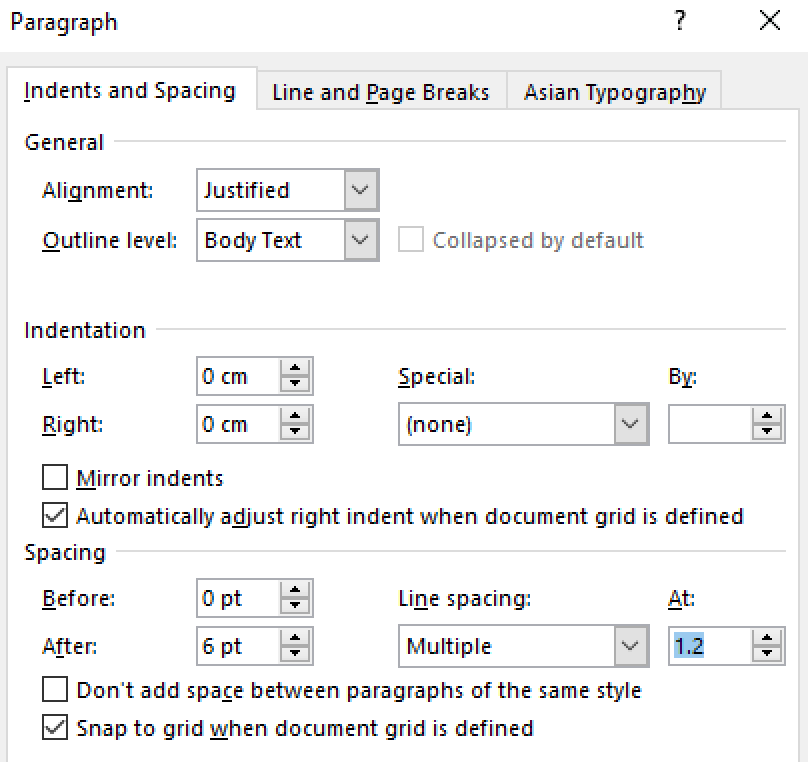 Paragraph ?
Indents and Spacing Line and Page Breaks Asian Typography
General
Alignment: Justified
Outline level: Body Text Collapsed by default
Indentation
Left: 0 cm Special: By:
Right: 0 cm (none)
Mirror indents
Automatically adjust right indent when document grid is defined
Spacing
Before: 0 pt Line spacing: At:
After: 6 pt Multiple 1.2
Don't add space between paragraphs of the same style
Snap to grid when document grid is defined